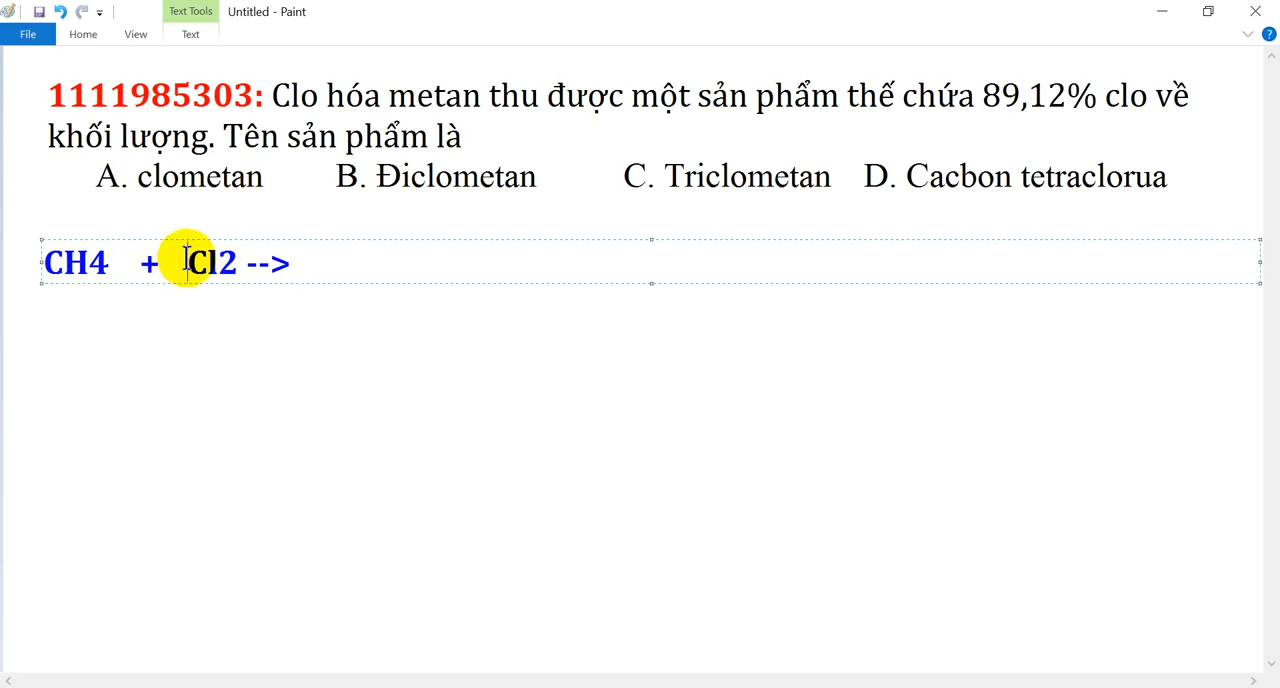 Text Tools Untitled - Paint
File Home View Text ?
1111985303: Clo hóa metan thu được một sản phẩm thế chứa 89,12% clo về
khối lượng. Tên sản phẩm là
A. clometan B. Điclometan C. Triclometan D. Cacbon tetraclorua
CH4 + Cl2 -->